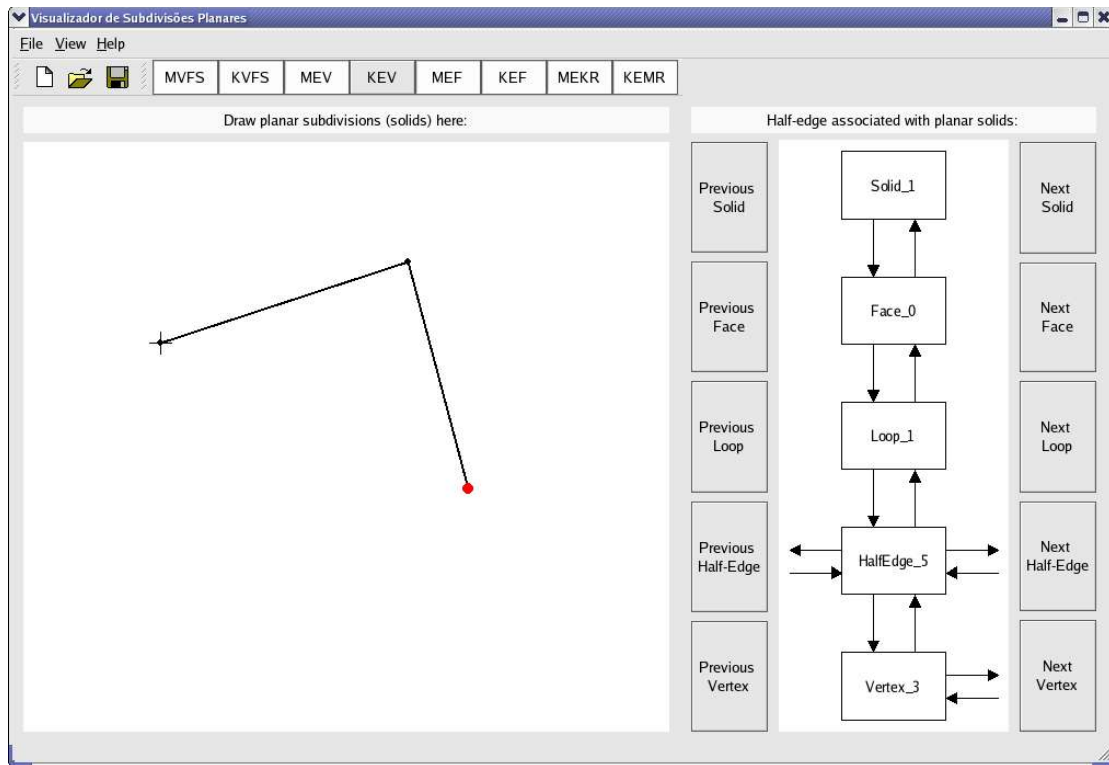 Visualizador de Subdivisões Planares
File View Help
MVFS KVFS MEV KEV MEF KEF MEKR KEMR
Draw planar subdivisions (solids) here:
Half-edge associated with planar solids:
Previous
Solid
Solid_1
Next
Solid
Previous
Face
Face_0
Next
Face
Previous
Loop
Loop_1
Next
Loop
Previous
Half-Edge
HalfEdge_5
Next
Half-Edge
Previous
Vertex
Vertex_3
Next
Vertex